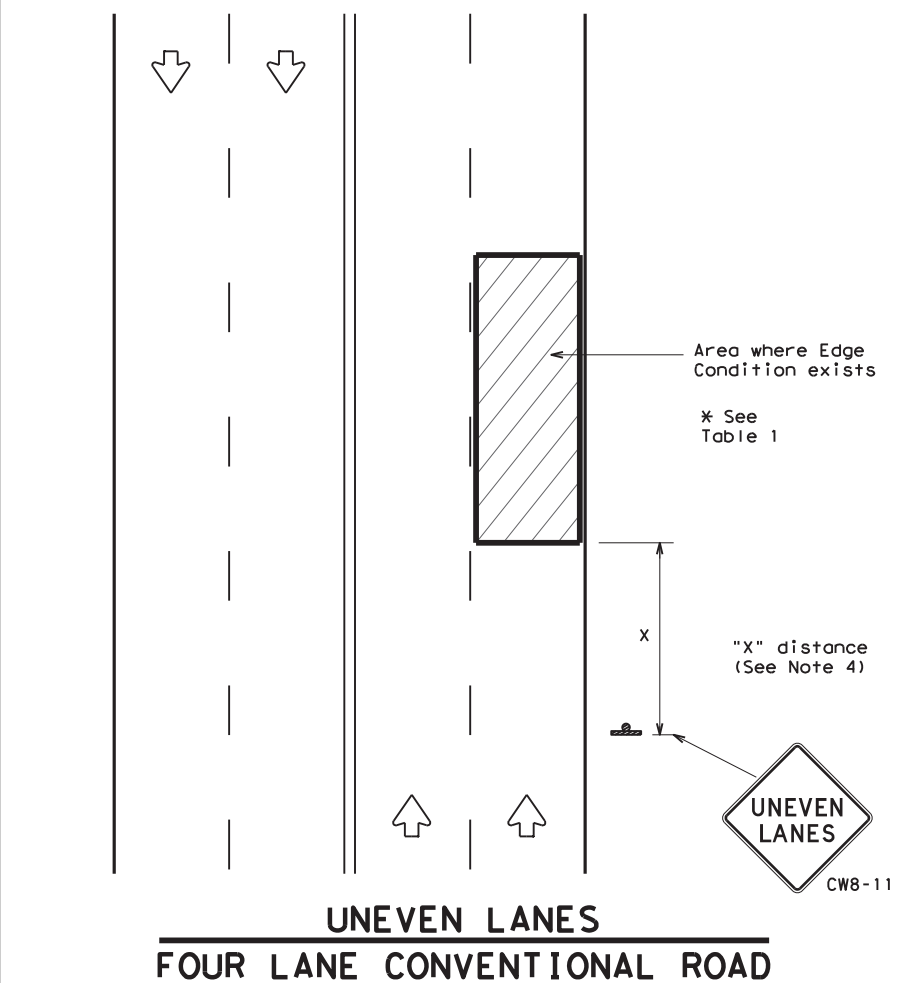 Area where Edge
Condition exists
* See
Table 1
X
"X" distance
(See Note 4)
UNEVEN
LANES
CW8-11
UNEVEN LANES
FOUR LANE CONVENTIONAL ROAD